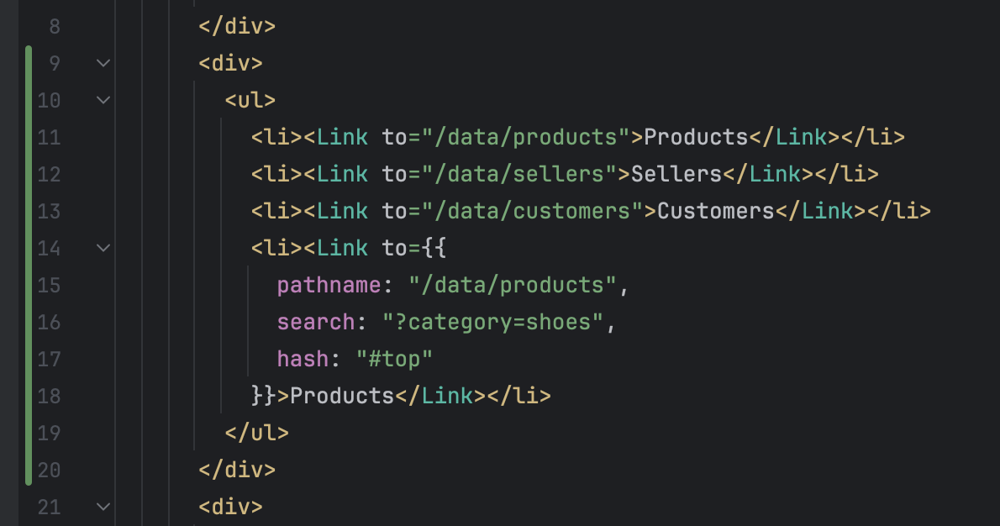 8 </div>
9 <div>
10 <ul>
11 <li><Link to="/data/products">Products</Link></li>
12 <li><Link to="/data/sellers">Sellers</Link></li>
13 <li><Link to="/data/customers">Customers</Link></li>
14 <li><Link to={{
15 pathname: "/data/products",
16 search: "?category=shoes",
17 hash: "#top"
18 }}>Products</Link></li>
19 </ul>
20 </div>
21 <div>